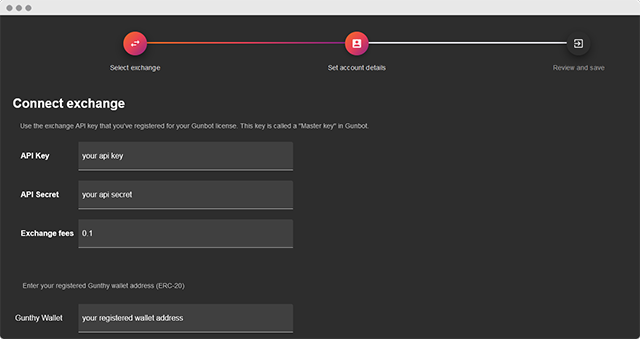 Select exchange
Set account details
Review and save
Connect exchange
Use the exchange API key that you've registered for your Gunbot license. This key is called a "Master key" in Gunbot.
API Key
your api key
API Secret
your api secret
Exchange fees
0.1
Enter your registered Gunthy wallet address (ERC-20)
Gunthy Wallet
your registered wallet address